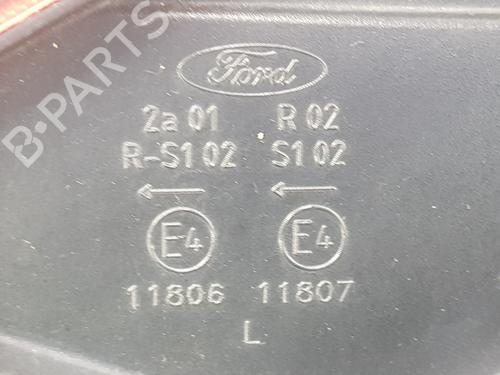 Ford
2a 01 R 02
R-S1 02 S1 02
E4 E4
11806 11807
L
B-PARTS